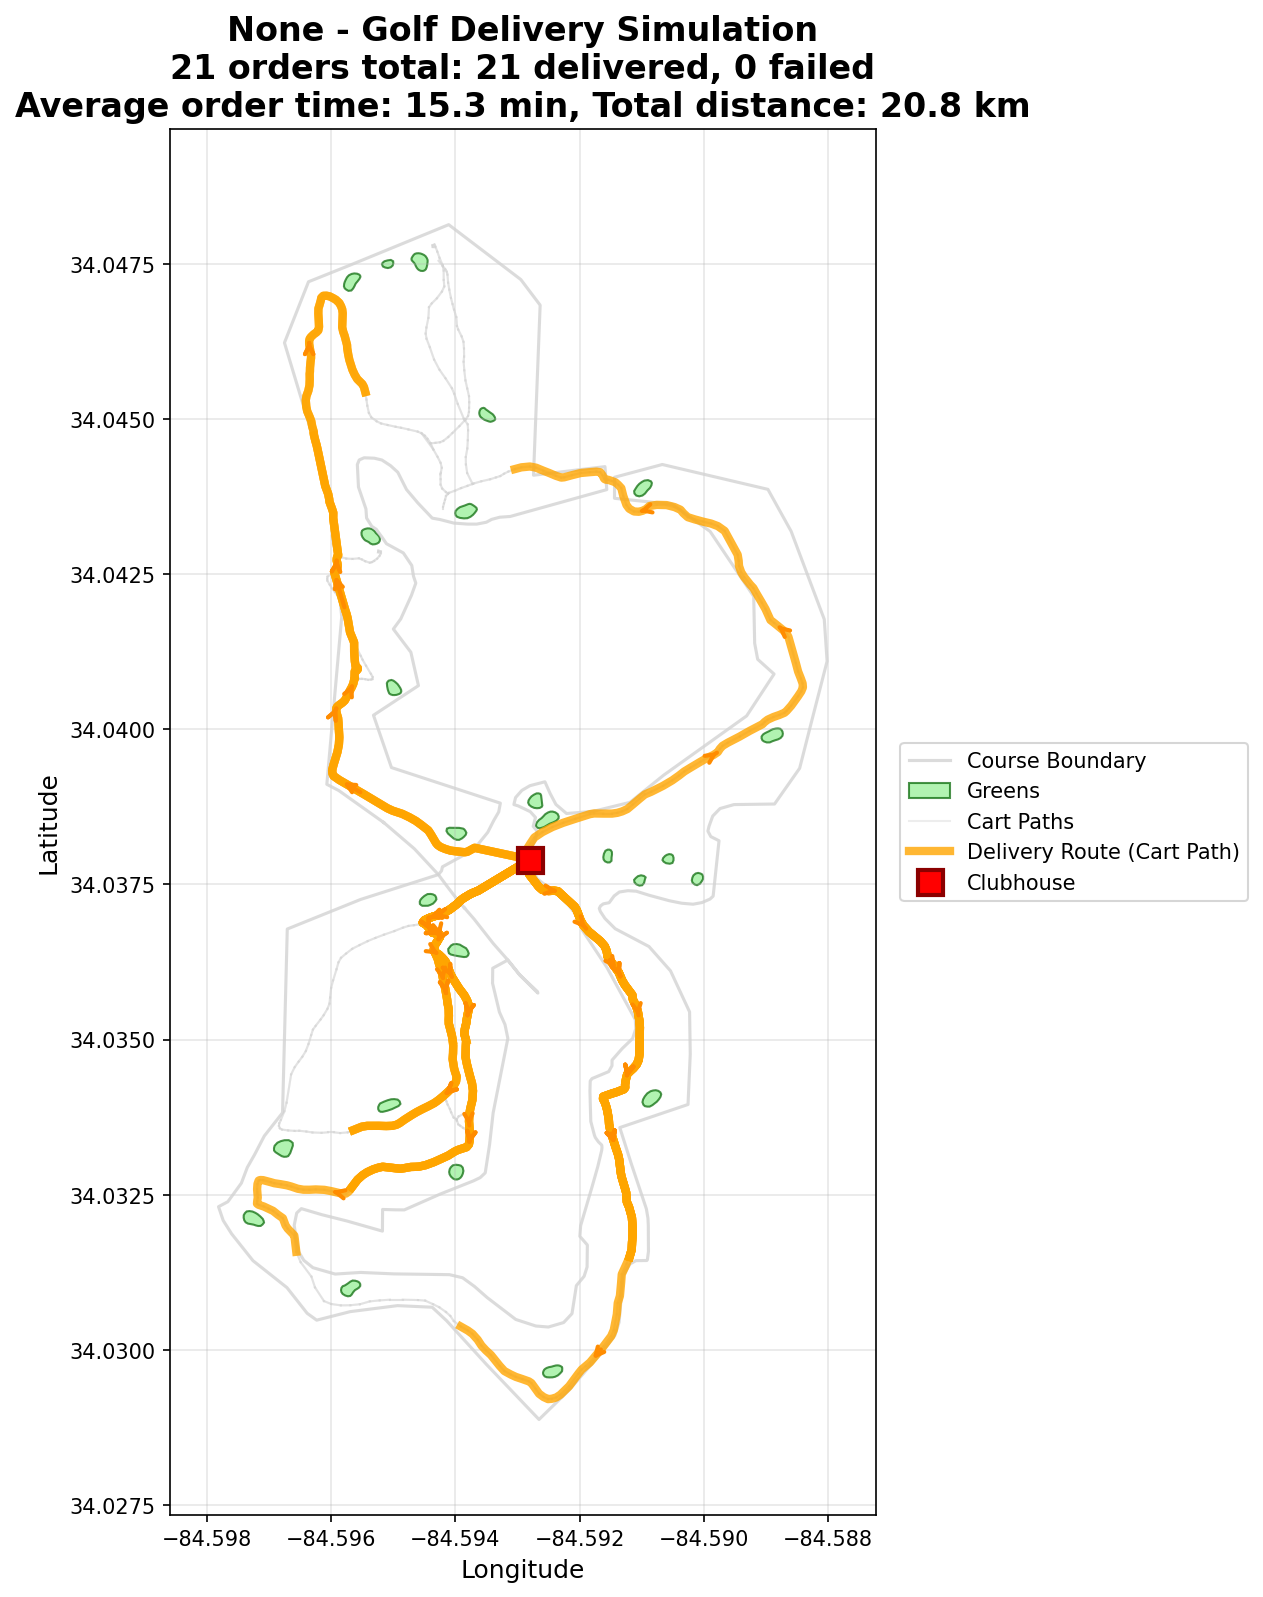 None - Golf Delivery Simulation
21 orders total: 21 delivered, 0 failed
Average order time: 15.3 min, Total distance: 20.8 km
34.0475
34.0450
34.0425
34.0400
34.0375
34.0350
34.0325
34.0300
34.0275
Latitude
−84.598 −84.596 −84.594 −84.592 −84.590 −84.588
Longitude
Course Boundary
Greens
Cart Paths
Delivery Route (Cart Path)
Clubhouse